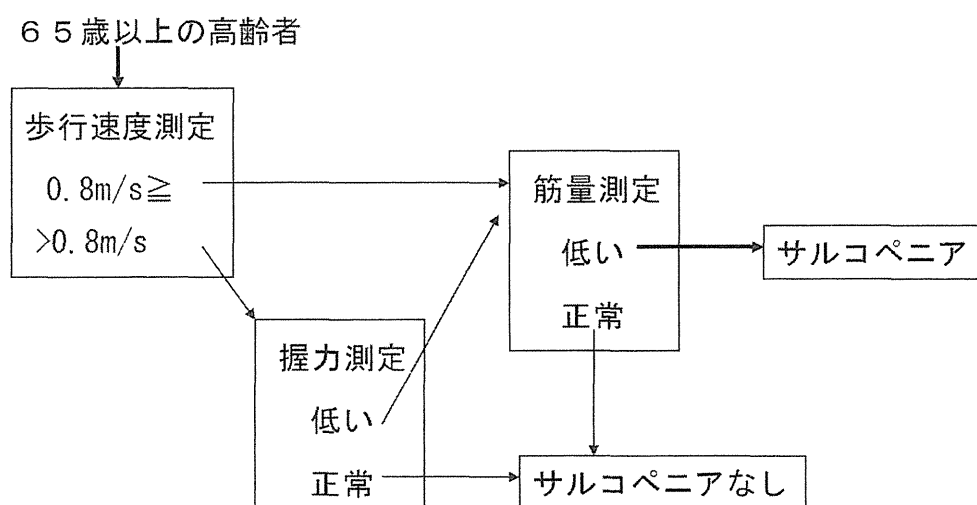 ６５歳以上の高齢者
歩行速度測定
0.8m/s≧
>0.8m/s
筋量測定
低い
正常
サルコペニア
握力測定
低い
正常
サルコペニアなし